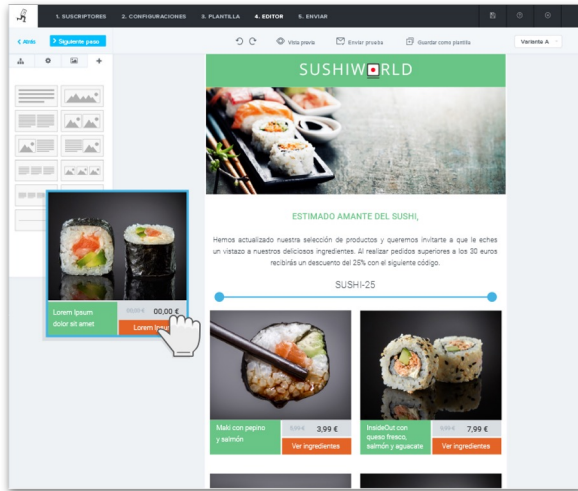 1. SUSCRIPTORES 2. CONFIGURACIONES 3. PLANTILLA 4. EDITOR 5. ENVIAR
Atrás Siguiente paso Vista previa Enviar prueba Guardar como plantilla Variante A
SUSHIWORLD
ESTIMADO AMANTE DEL SUSHI,
Hemos actualizado nuestra selección de productos y queremos invitarte a que le eches
un vistazo a nuestros deliciosos ingredientes. Al realizar pedidos superiores a los 30 euros
recibirás un descuento del 25% con el siguiente código.
SUSHI-25
Lorem Ipsum
dolor sit amet
00,00 € 00,00 €
Lorem
Maki con pepino
y salmón
3,99 €
Ver ingredientes
InsideOut con
queso fresco,
salmón y aguacate
7,99 €
Ver ingredientes